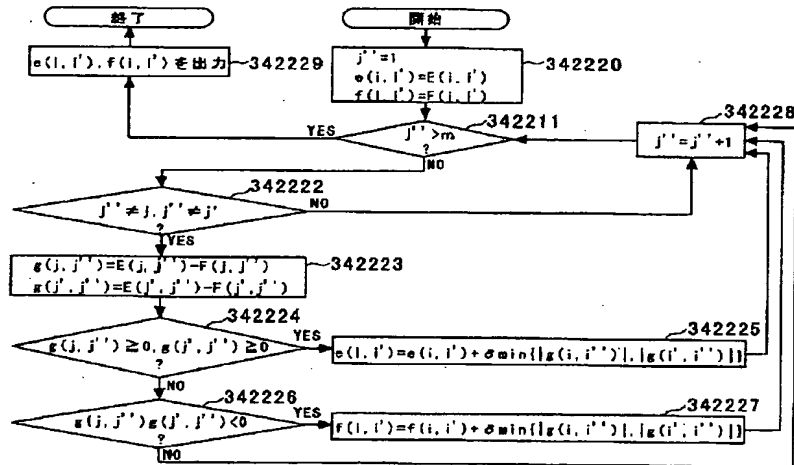 終了
開始
e(i,i')，f(i,i')を出力
342229
j''=1
e(i,i')=E(i,i')
f(i,i')=F(i,i')
342220
342211
j''>m
?
YES
NO
342228
j''=j''+1
342222
j''≠j,j''≠j'
?
NO
YES
g(j,j'')=E(j,j'')-F(j,j'')
g(j',j'')=E(j',j'')-F(j',j'')
342223
342224
g(j,j'')≧0,g(j',j'')≧0
?
YES
NO
342225
e(i,i')=e(i,i')+σmin{|g(i,i'')|,|g(i',i'')|}
342226
g(j,j'')g(j',j'')<0
?
YES
NO
342227
f(i,i')=f(i,i')+σmin{|g(i,i'')|,|g(i',i'')|}